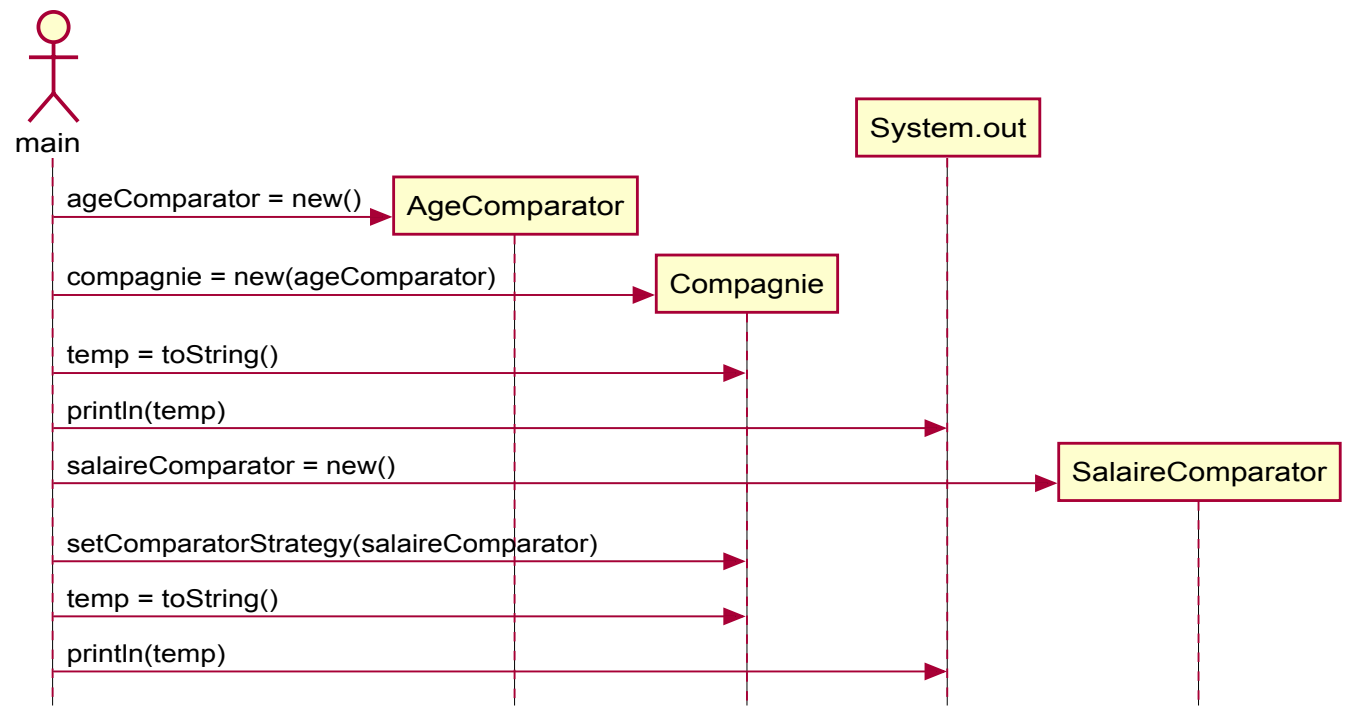 main
System.out
ageComparator = new()
AgeComparator
compagnie = new(ageComparator)
Compagnie
temp = toString()
println(temp)
salaireComparator = new()
SalaireComparator
setComparatorStrategy(salaireComparator)
temp = toString()
println(temp)